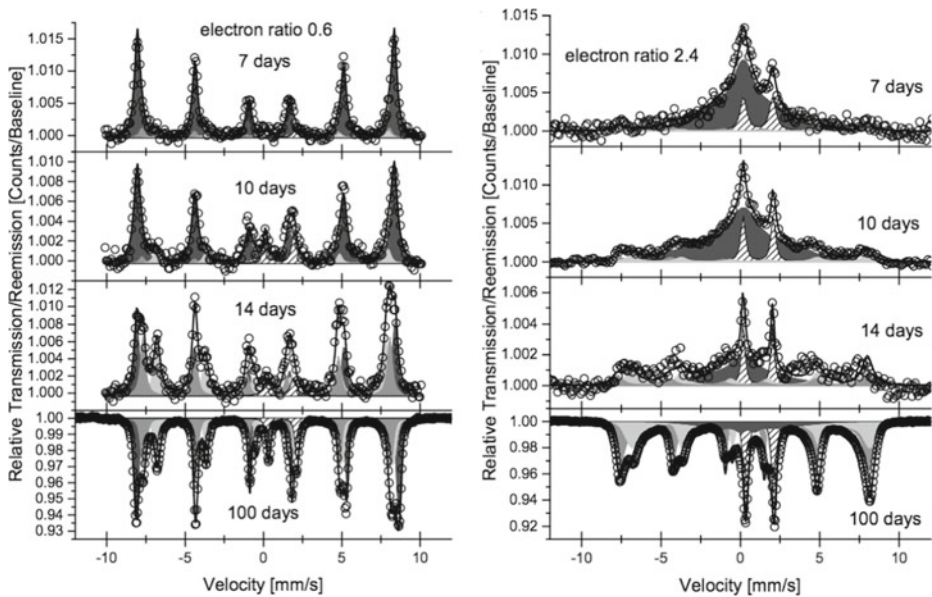 Relative Transmission/Reemission [Counts/Baseline]
electron ratio 0.6
7 days
1.015
1.010
1.005
1.000
10 days
1.010
1.008
1.006
1.004
1.002
1.000
14 days
1.012
1.010
1.008
1.006
1.004
1.002
1.000
100 days
1.00
0.99
0.98
0.97
0.96
0.95
0.94
0.93
-10 -5 0 5 10
Velocity [mm/s]
Relative Transmission/Reemission [Counts/Baseline]
electron ratio 2.4
7 days
1.015
1.010
1.005
1.000
10 days
1.010
1.005
1.000
14 days
1.006
1.004
1.002
1.000
100 days
1.00
0.98
0.96
0.94
0.92
-10 -5 0 5 10
Velocity [mm/s]